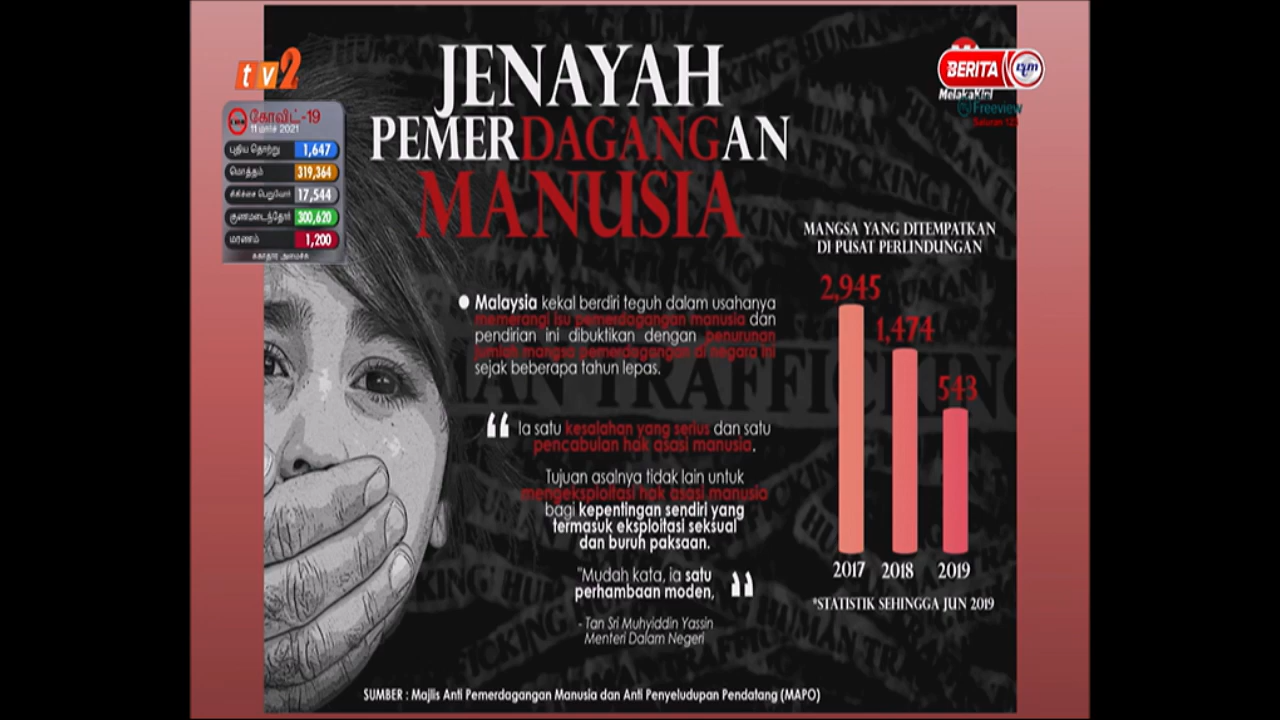 tv2
கோவிட்-19
11 மார்ச் 2021
புதிய தொற்று 1,647
மொத்தம் 319,364
சிகிச்சை பெறுவோர் 17,544
குணமடைந்தோர் 300,620
மரணம் 1,200
சுகாதார அமைச்சு
JENAYAH
PEMERDAGANGAN
MANUSIA
BERITA rtm
MelakaKini
Freeview
Saluran 123
MANGSA YANG DITEMPATKAN
DI PUSAT PERLINDUNGAN
2,945
1,474
543
2017 2018 2019
*STATISTIK SEHINGGA JUN 2019
Malaysia kekal berdiri teguh dalam usahanya
memerangi isu pemerdagangan manusia dan
pendirian ini dibuktikan dengan penurunan
jumlah mangsa pemerdagangan di negara ini
sejak beberapa tahun lepas.
“ Ia satu kesalahan yang serius dan satu
pencabulan hak asasi manusia.
Tujuan asalnya tidak lain untuk
mengeksploitasi hak asasi manusia
bagi kepentingan sendiri yang
termasuk eksploitasi seksual
dan buruh paksaan.
"Mudah kata, ia satu
perhambaan moden, ”
- Tan Sri Muhyiddin Yassin
Menteri Dalam Negeri
SUMBER : Majlis Anti Pemerdagangan Manusia dan Anti Penyeludupan Pendatang (MAPO)
HUMAN TRAFFICKING